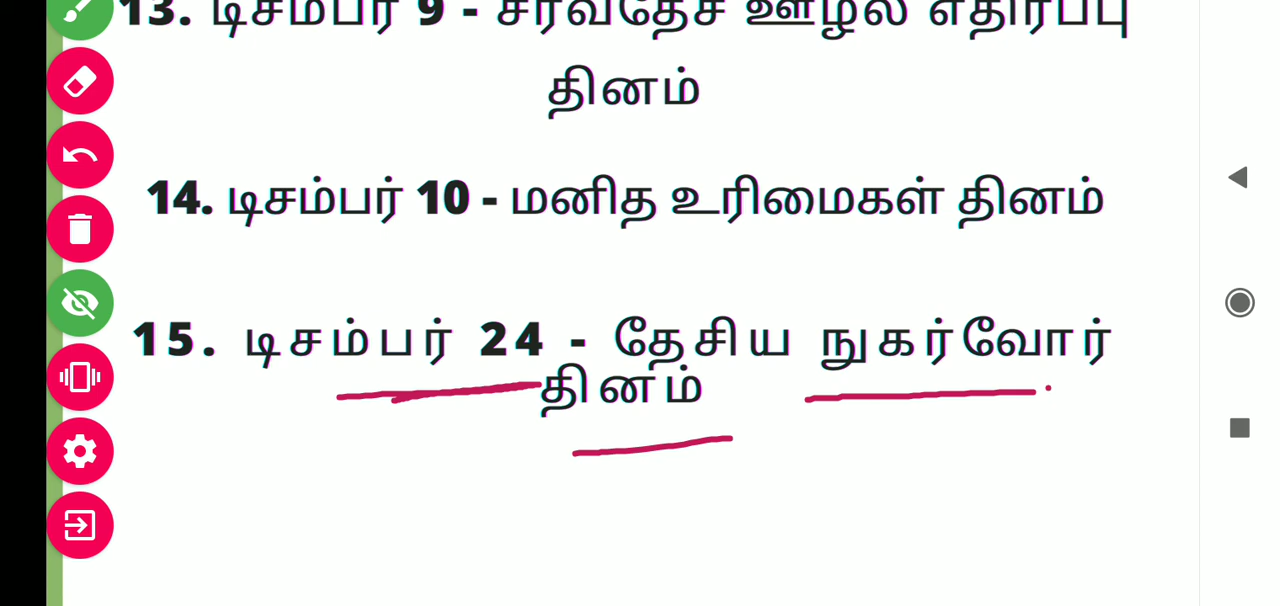 13. டிசம்பர் 9 - சர்வதேச ஊழல் எதிர்ப்பு
தினம்
14. டிசம்பர் 10 - மனித உரிமைகள் தினம்
15. டிசம்பர் 24 - தேசிய நுகர்வோர்
தினம்